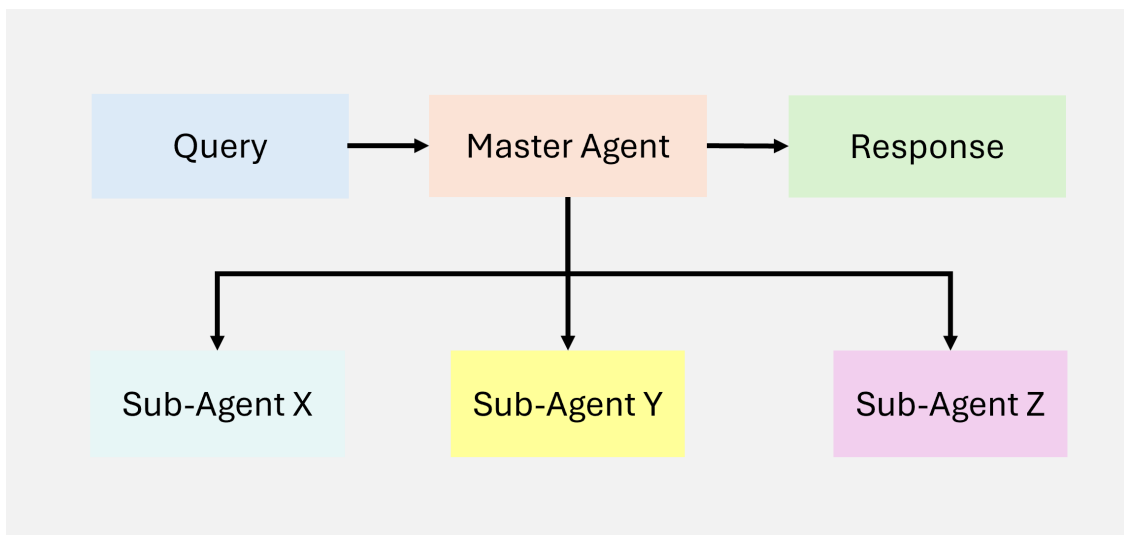 Query
Master Agent
Response
Sub-Agent X
Sub-Agent Y
Sub-Agent Z